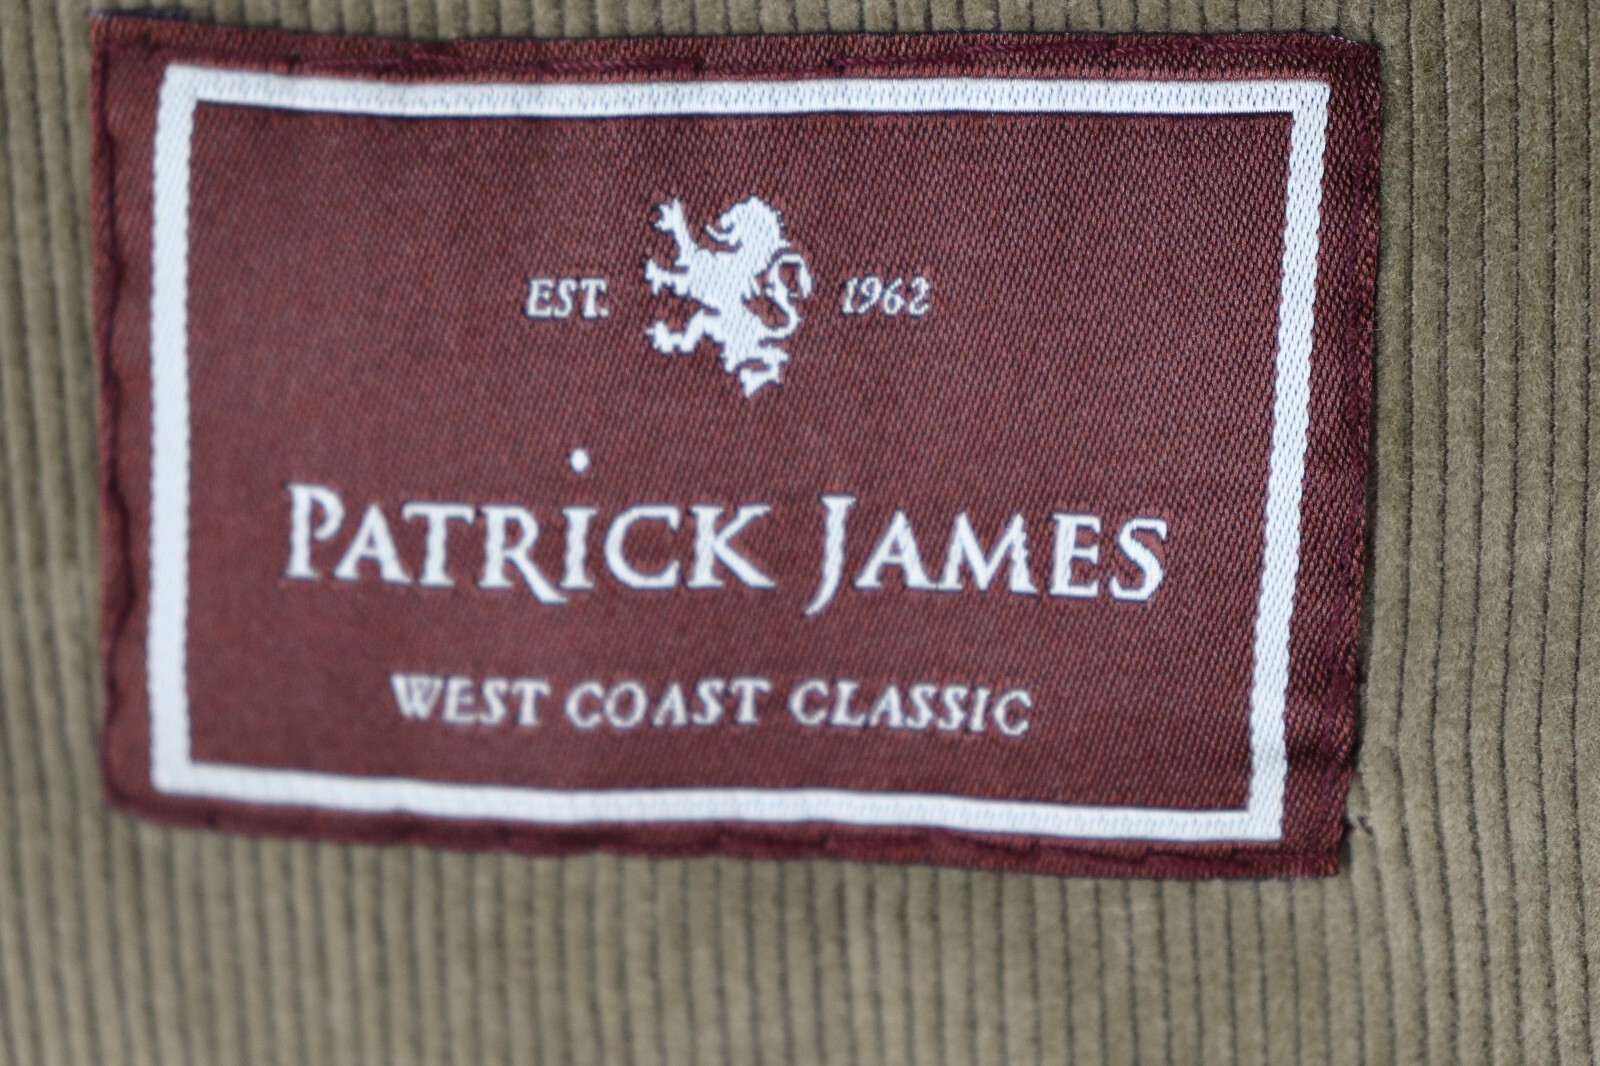 EST. 1962
PATRiCK JAMES
WEST COAST CLASSIC